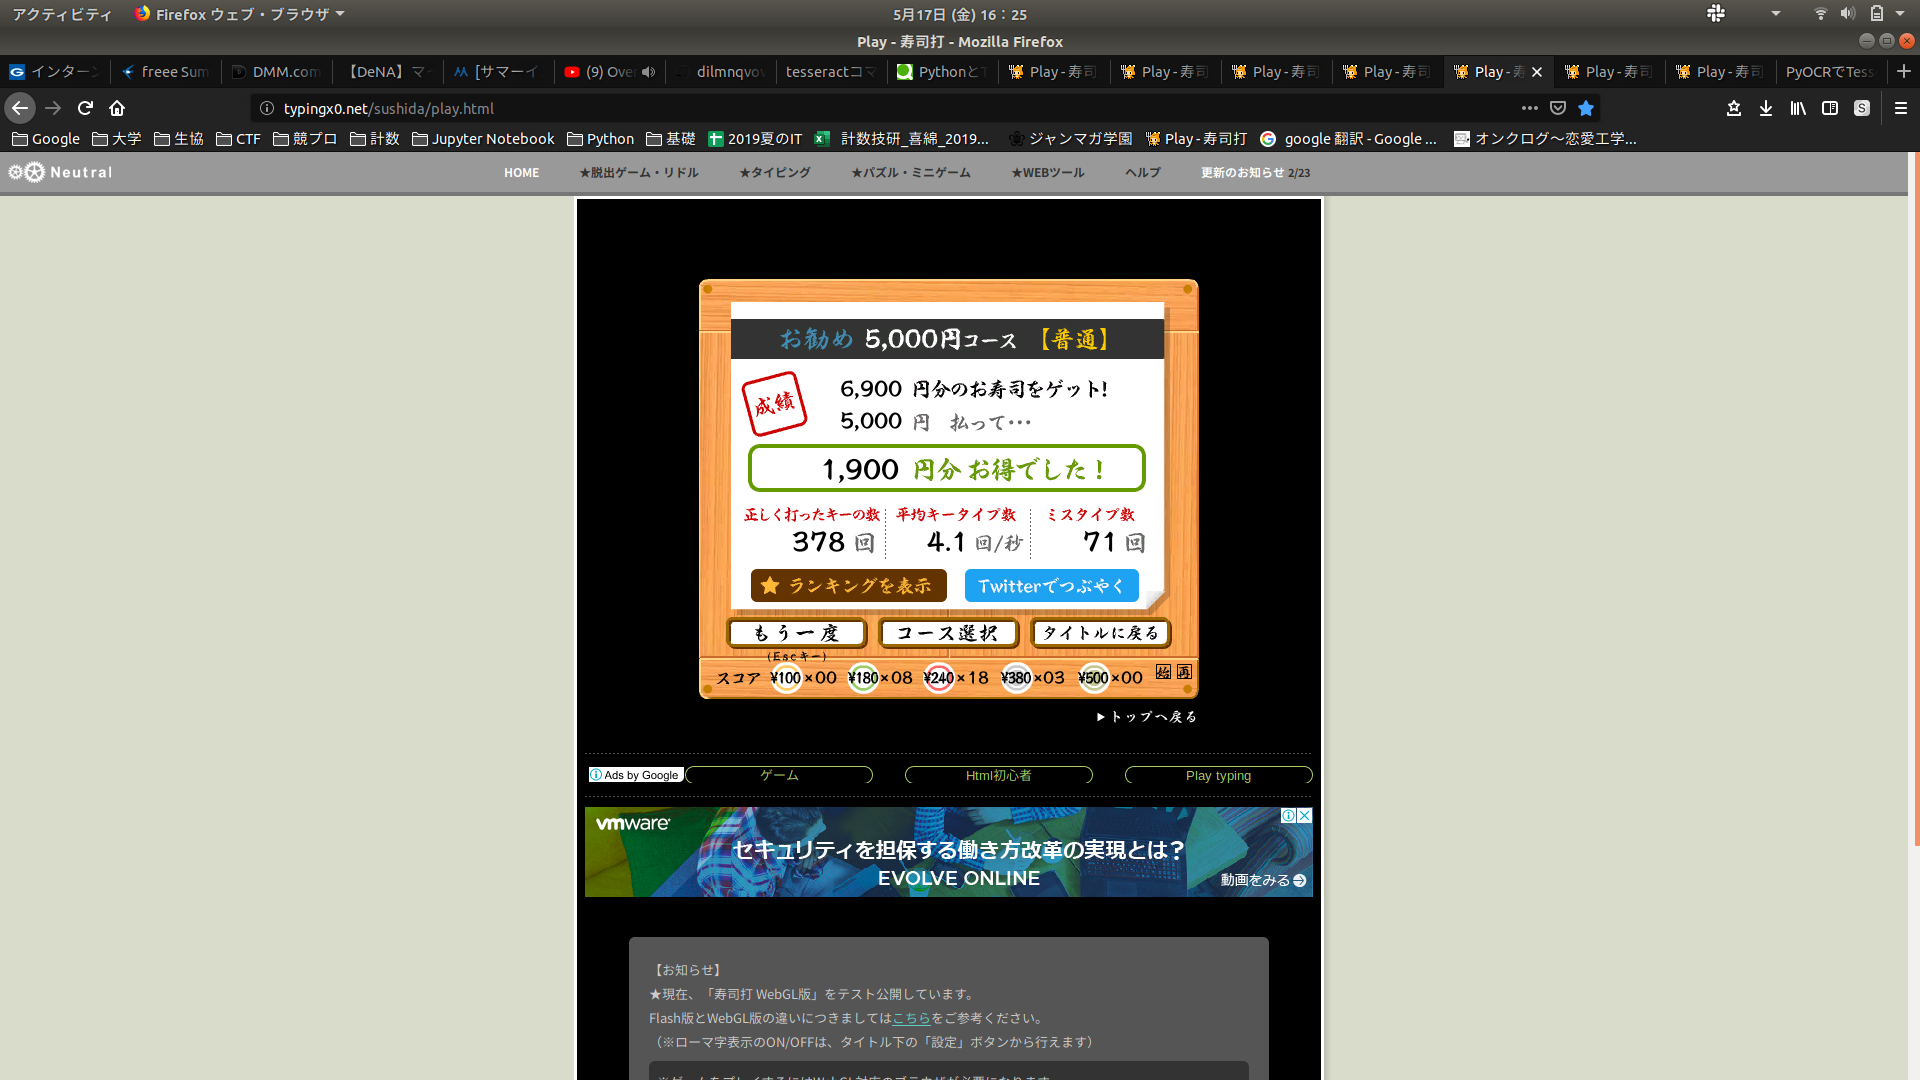 アクティビティ Firefox ウェブ・ブラウザ 5月17日 (金) 16：25
Play - 寿司打 - Mozilla Firefox
インターン freee Sum DMM.com 【DeNA】マ [サマーイ (9) Over dilmnqvov tesseractコマ PythonとT Play - 寿司 Play - 寿司 Play - 寿司 Play - 寿司 Play - 寿 Play - 寿司 Play - 寿司 PyOCRでTess
typingx0.net/sushida/play.html
Google 大学 生協 CTF 競プロ 計数 Jupyter Notebook Python 基礎 2019夏のIT 計数技研_喜綿_2019... ジャンマガ学園 Play - 寿司打 google 翻訳 - Google ... オンクログ〜恋愛工学...
Neutral HOME ★脱出ゲーム・リドル ★タイピング ★パズル・ミニゲーム ★WEBツール ヘルプ 更新のお知らせ 2/23
お勧め 5,000円コース 【普通】
成績
6,900 円分のお寿司をゲット!
5,000 円 払って・・・
1,900 円分 お得でした！
正しく打ったキーの数 平均キータイプ数 ミスタイプ数
378 回 4.1 回/秒 71 回
ランキングを表示 Twitterでつぶやく
もう一度 コース選択 タイトルに戻る
(Escキー)
スコア ¥100×00 ¥180×08 ¥240×18 ¥380×03 ¥500×00
▶トップへ戻る
Ads by Google ゲーム Html初心者 Play typing
vmware
セキュリティを担保する働き方改革の実現とは？
EVOLVE ONLINE
動画をみる
【お知らせ】
★現在、「寿司打 WebGL版」をテスト公開しています。
Flash版とWebGL版の違いにつきましてはこちらをご参考ください。
（※ローマ字表示のON/OFFは、タイトル下の「設定」ボタンから行えます）